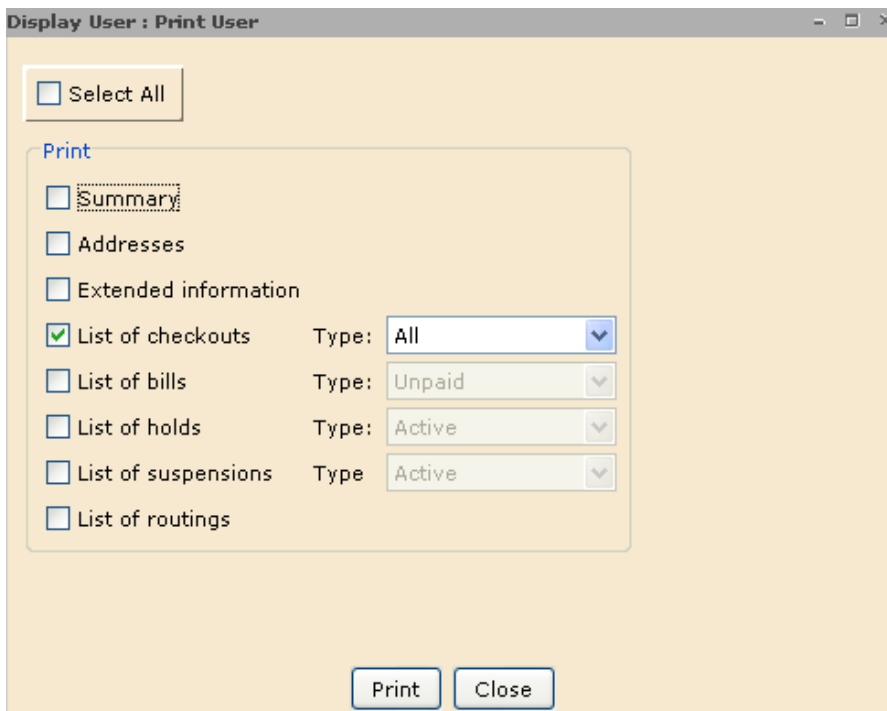 Display User : Print User
Select All
Print
Summary
Addresses
Extended information
List of checkouts Type: All
List of bills Type: Unpaid
List of holds Type: Active
List of suspensions Type Active
List of routings
Print Close